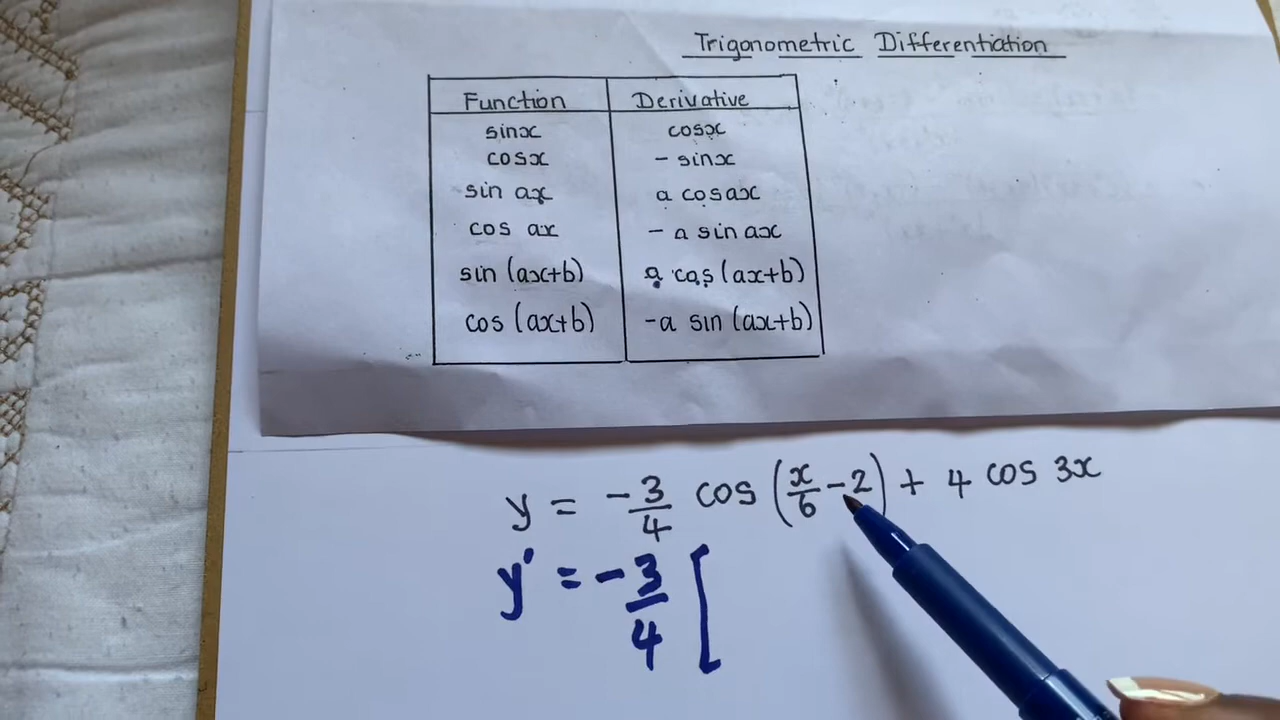 Trigonometric Differentiation
Function Derivative
sinx cosx
cosx - sinx
sin ax a cosax
cos ax - a sin ax
sin (ax+b) a cos (ax+b)
cos (ax+b) -a sin (ax+b)
y = -3/4 cos (x/6 -2) + 4 cos 3x
y' = -3/4 [